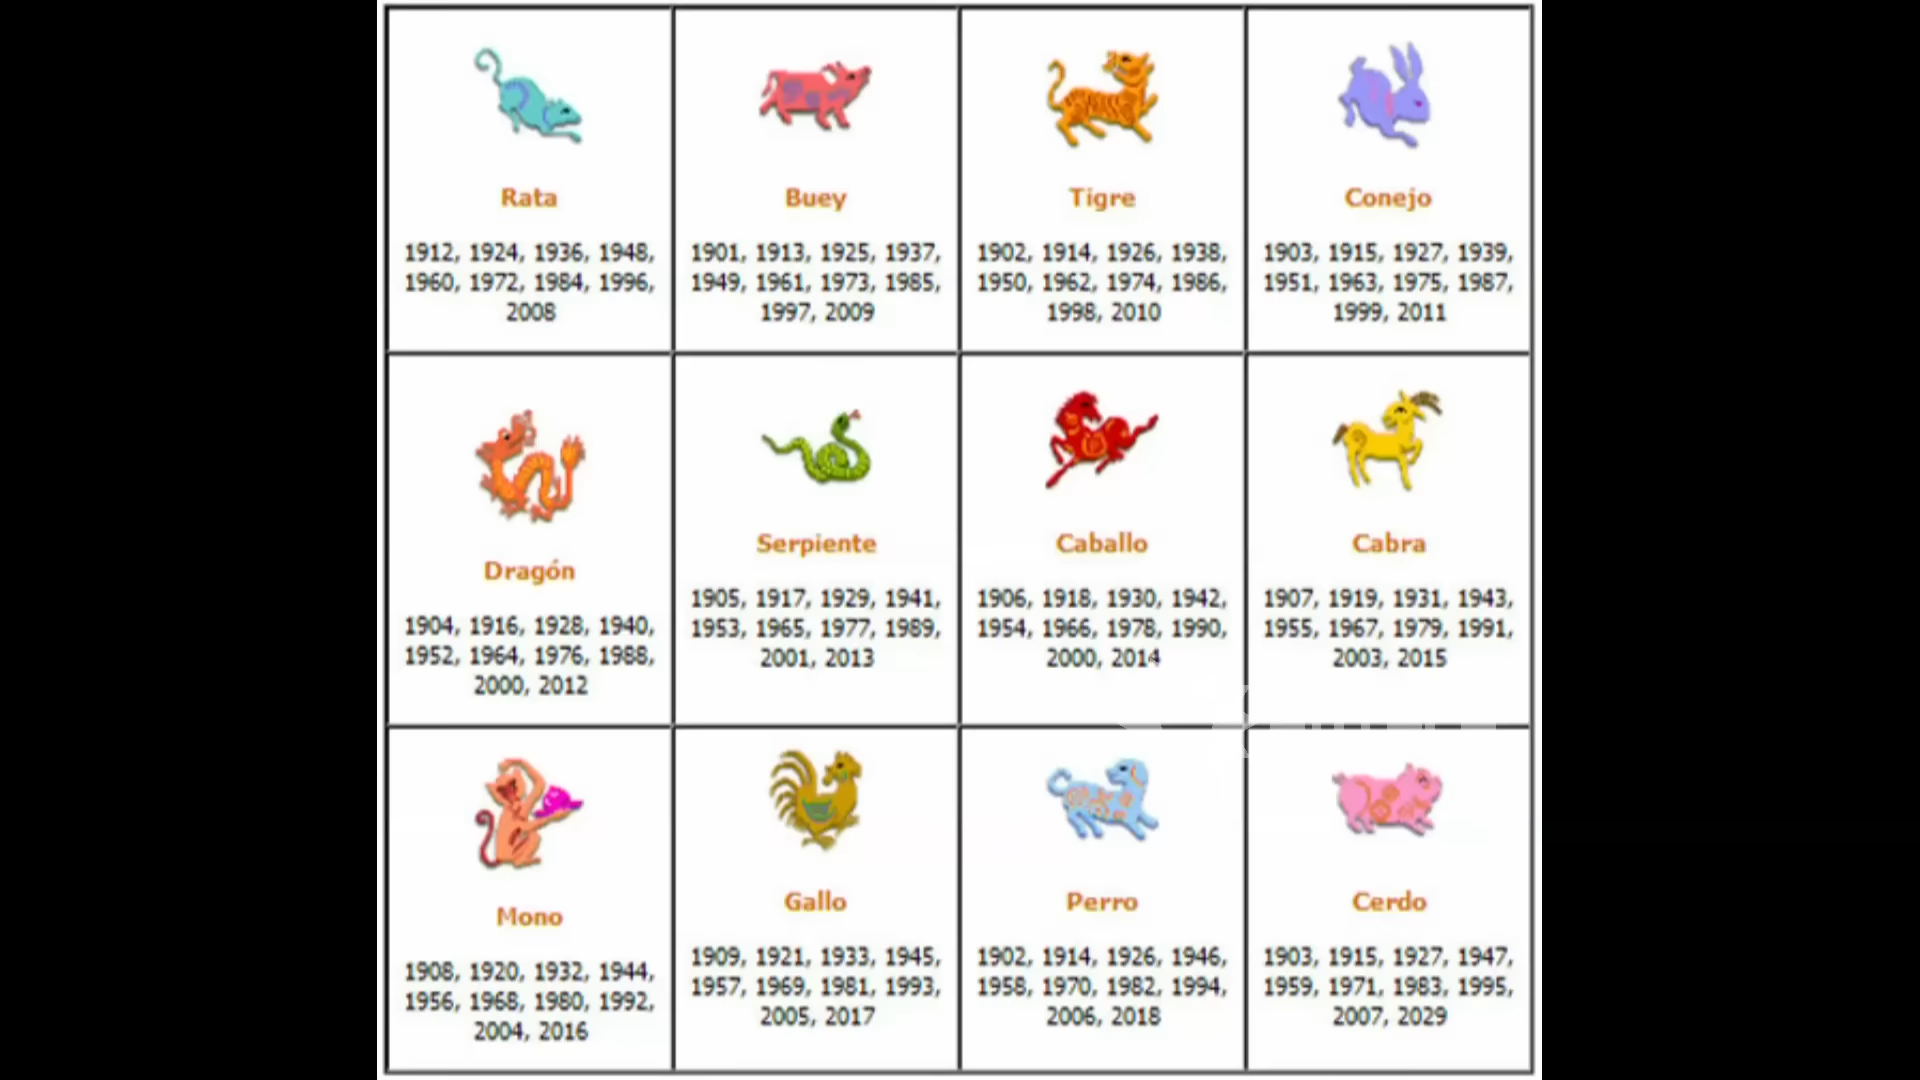 Rata
1912, 1924, 1936, 1948,
1960, 1972, 1984, 1996,
2008
Buey
1901, 1913, 1925, 1937,
1949, 1961, 1973, 1985,
1997, 2009
Tigre
1902, 1914, 1926, 1938,
1950, 1962, 1974, 1986,
1998, 2010
Conejo
1903, 1915, 1927, 1939,
1951, 1963, 1975, 1987,
1999, 2011
Dragón
1904, 1916, 1928, 1940,
1952, 1964, 1976, 1988,
2000, 2012
Serpiente
1905, 1917, 1929, 1941,
1953, 1965, 1977, 1989,
2001, 2013
Caballo
1906, 1918, 1930, 1942,
1954, 1966, 1978, 1990,
2000, 2014
Cabra
1907, 1919, 1931, 1943,
1955, 1967, 1979, 1991,
2003, 2015
Mono
1908, 1920, 1932, 1944,
1956, 1968, 1980, 1992,
2004, 2016
Gallo
1909, 1921, 1933, 1945,
1957, 1969, 1981, 1993,
2005, 2017
Perro
1902, 1914, 1926, 1946,
1958, 1970, 1982, 1994,
2006, 2018
Cerdo
1903, 1915, 1927, 1947,
1959, 1971, 1983, 1995,
2007, 2029